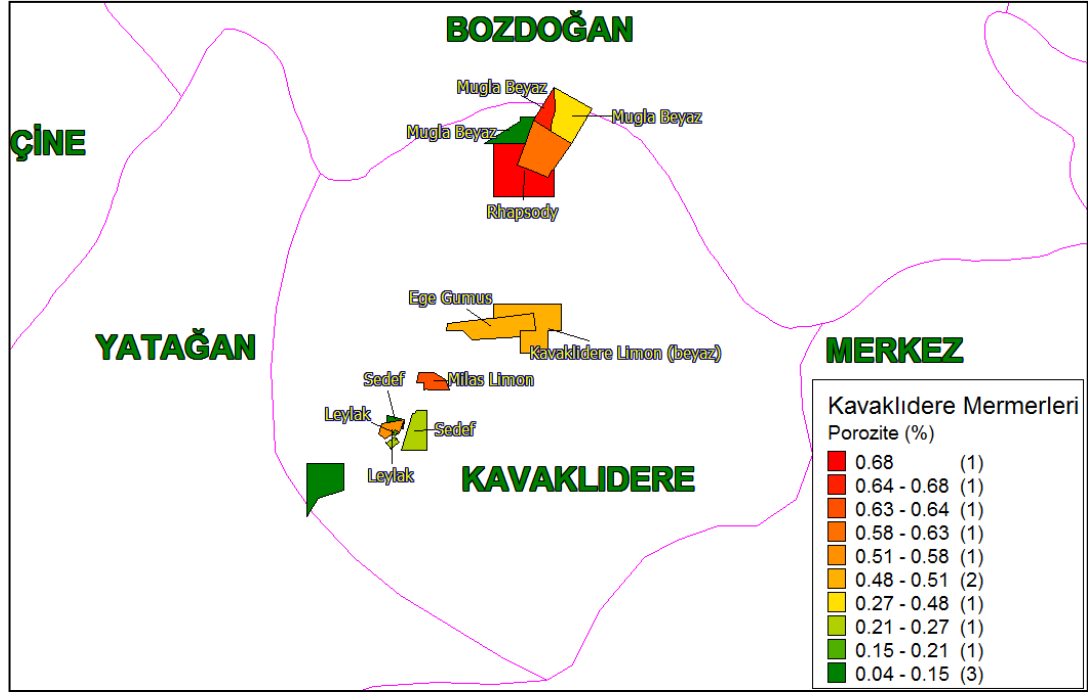 BOZDOĞAN
Mugla Beyaz
Mugla Beyaz
Mugla Beyaz
ÇİNE
Rhapsody
Ege Gumus
Kavaklidere Limon (beyaz)
YATAĞAN
MERKEZ
Sedef
Milas Limon
Leylak
Sedef
Leylak
KAVAKLIDERE
Kavaklıdere Mermerleri
Porozite (%)
0.68 (1)
0.64 - 0.68 (1)
0.63 - 0.64 (1)
0.58 - 0.63 (1)
0.51 - 0.58 (1)
0.48 - 0.51 (2)
0.27 - 0.48 (1)
0.21 - 0.27 (1)
0.15 - 0.21 (1)
0.04 - 0.15 (3)